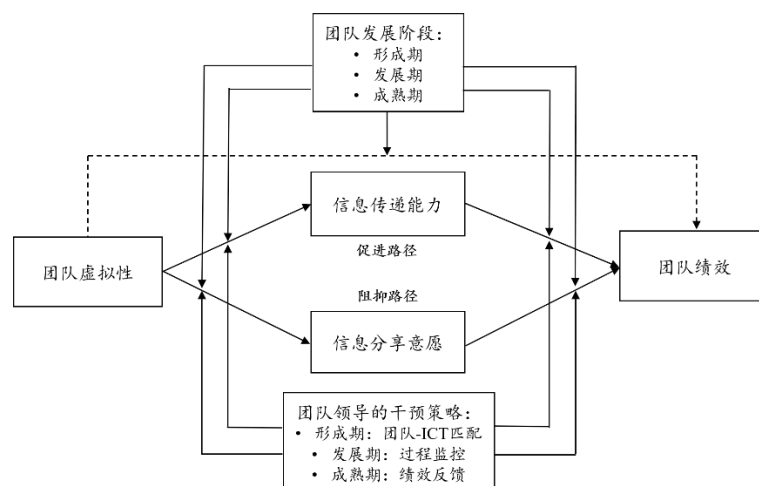 团队发展阶段：
• 形成期
• 发展期
• 成熟期
信息传递能力
促进路径
团队虚拟性
团队绩效
阻抑路径
信息分享意愿
团队领导的干预策略：
• 形成期：团队-ICT匹配
• 发展期：过程监控
• 成熟期：绩效反馈